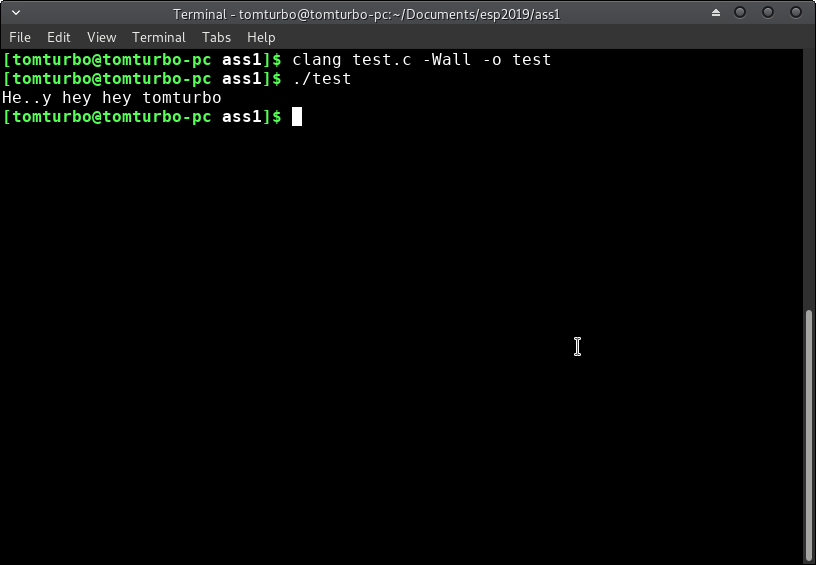 Terminal - tomturbo@tomturbo-pc:~/Documents/esp2019/ass1
File Edit View Terminal Tabs Help
[tomturbo@tomturbo-pc ass1]$ clang test.c -Wall -o test
[tomturbo@tomturbo-pc ass1]$ ./test
He..y hey hey tomturbo
[tomturbo@tomturbo-pc ass1]$